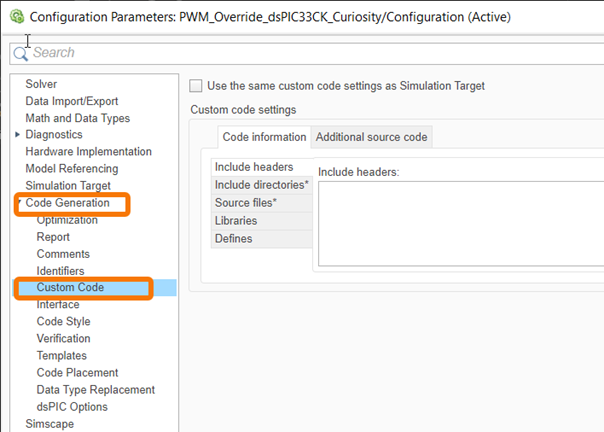 Configuration Parameters: PWM_Override_dsPIC33CK_Curiosity/Configuration (Active)
Search
Solver
Data Import/Export
Math and Data Types
Diagnostics
Hardware Implementation
Model Referencing
Simulation Target
Code Generation
Optimization
Report
Comments
Identifiers
Custom Code
Interface
Code Style
Verification
Templates
Code Placement
Data Type Replacement
dsPIC Options
Simscape
Use the same custom code settings as Simulation Target
Custom code settings
Code information
Additional source code
Include headers
Include directories*
Source files*
Libraries
Defines
Include headers: